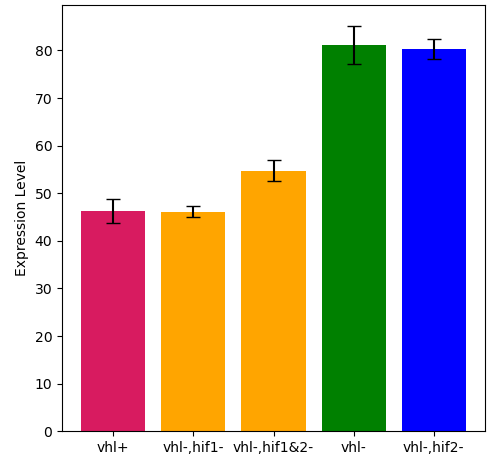 Expression Level
80
70
60
50
40
30
20
10
0
vhl+
vhl-,hif1-
vhl-,hif1&2-
vhl-
vhl-,hif2-